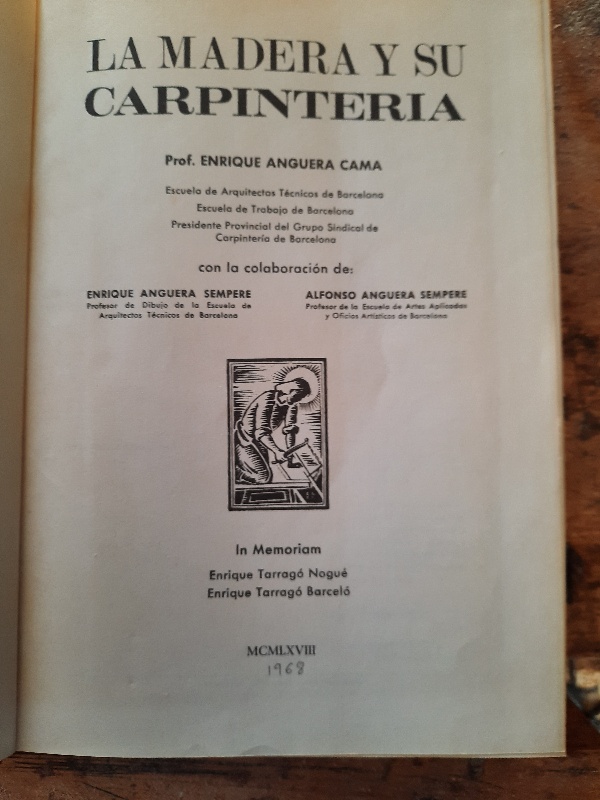 LA MADERA Y SU
CARPINTERIA
Prof. ENRIQUE ANGUERA CAMA
Escuela de Arquitectos Técnicos de Barcelona
Escuela de Trabajo de Barcelona
Presidente Provincial del Grupo Sindical de
Carpintería de Barcelona
con la colaboración de:
ENRIQUE ANGUERA SEMPERE
Profesor de Dibujo de la Escuela de
Arquitectos Técnicos de Barcelona
ALFONSO ANGUERA SEMPERE
Profesor de la Escuela de Artes Aplicadas
y Oficios Artísticos de Barcelona
In Memoriam
Enrique Tarragó Nogué
Enrique Tarragó Barceló
MCMLXVIII
1968